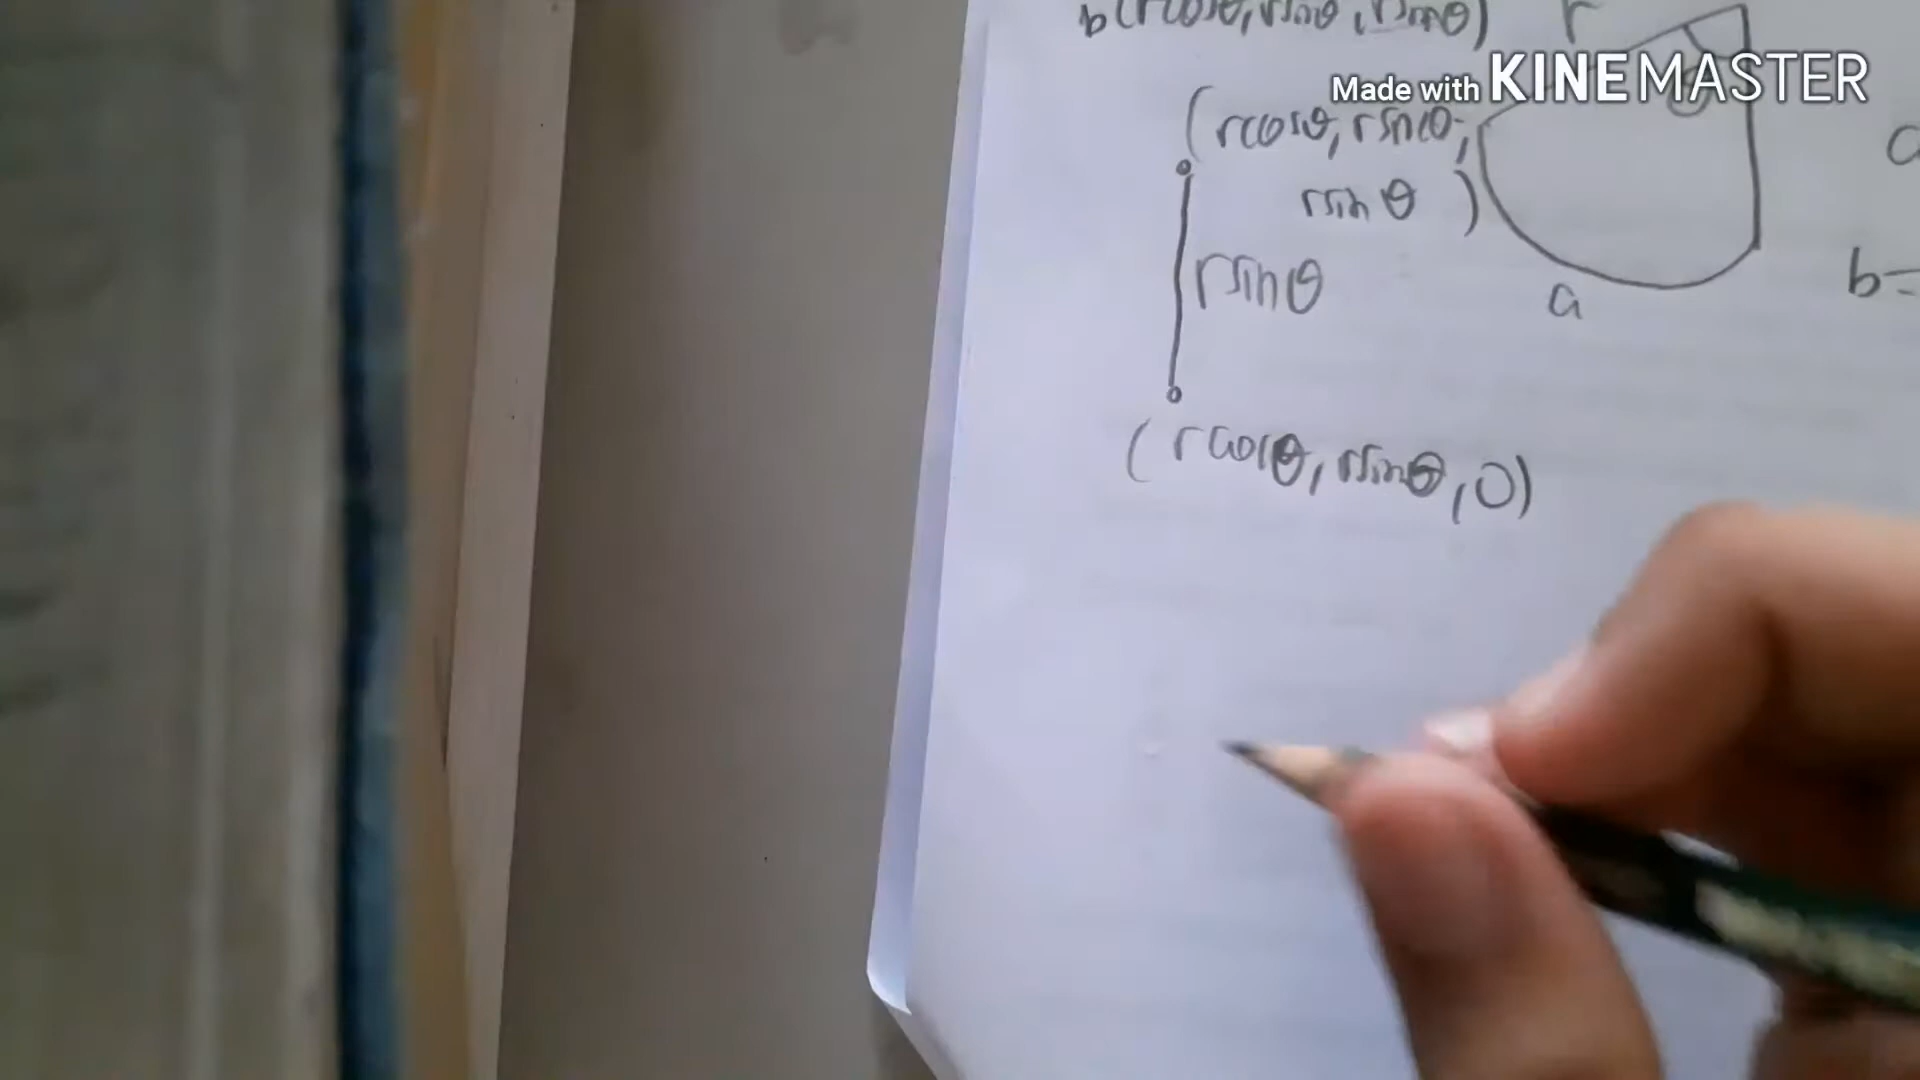 b(rcosθ, rsinθ, rsinθ)
r
Made with KINEMASTER
(rcosθ, rsinθ,
θ
rsinθ)
rsinθ
a
b=
(rcosθ, rsinθ, 0)